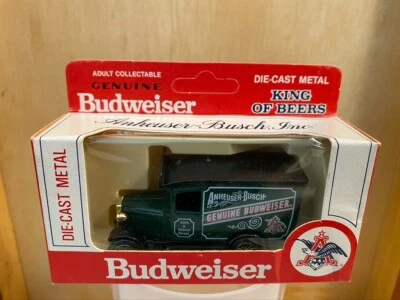 ADULT COLLECTABLE
GENUINE
Budweiser
DIE-CAST METAL
KING
OF BEERS
Anheuser-Busch, Inc
DIE-CAST METAL
ANHEUSER-BUSCH
GENUINE BUDWEISER
Budweiser